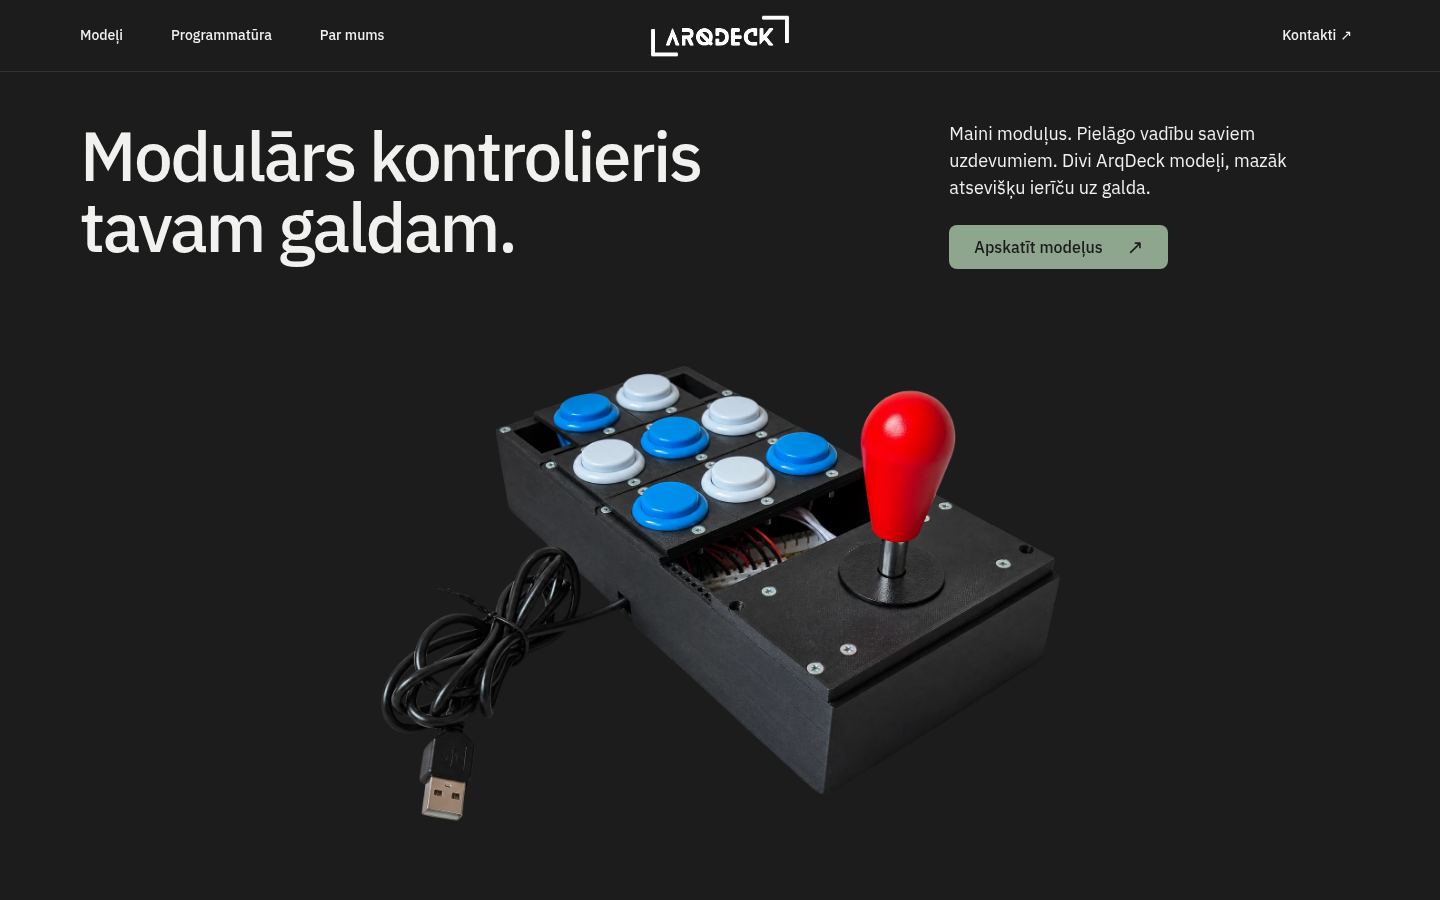 Modeļi
Programmatūra
Par mums
ARQDECK
Kontakti ↗
Modulārs kontrolieris
tavam galdam.
Maini moduļus. Pielāgo vadību saviem
uzdevumiem. Divi ArqDeck modeļi, mazāk
atsevišķu ierīču uz galda.
Apskatīt modeļus ↗